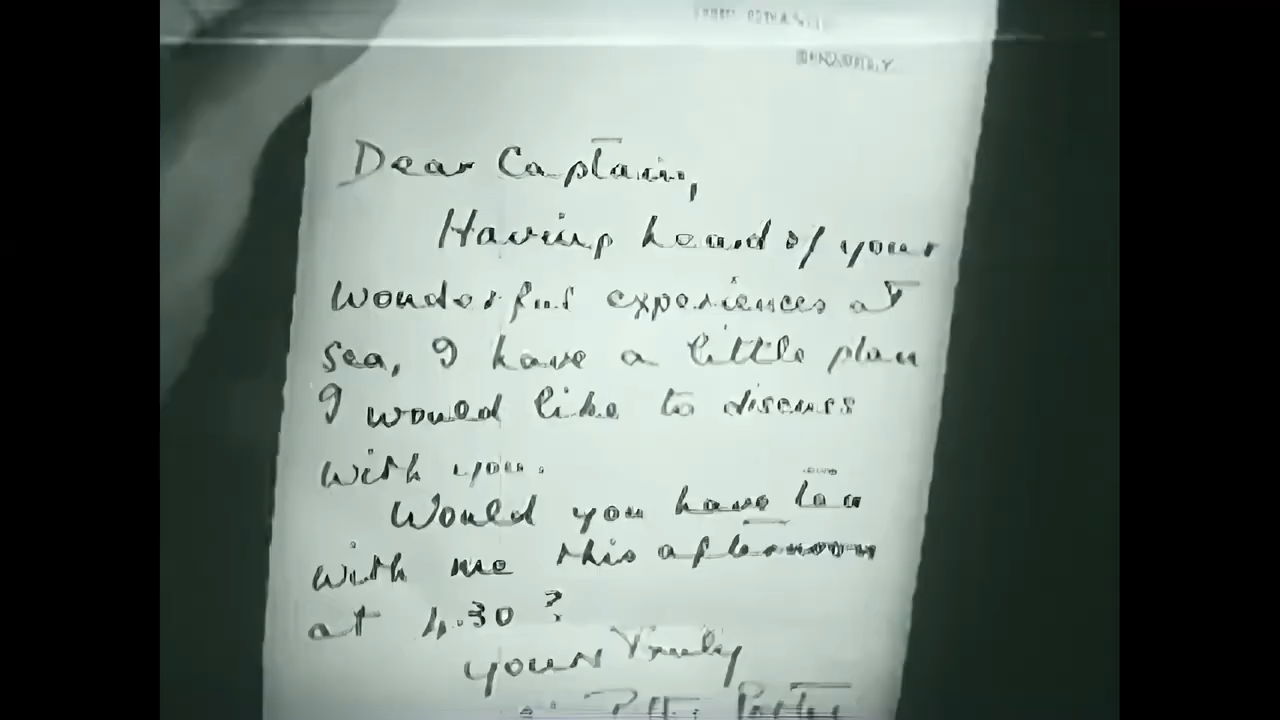 Dear Captain,
Having heard of your
wonderful experiences at
sea, I have a little plan
I would like to discuss
with you.
Would you have tea
with me this afternoon
at 4.30 ?
yours Truly